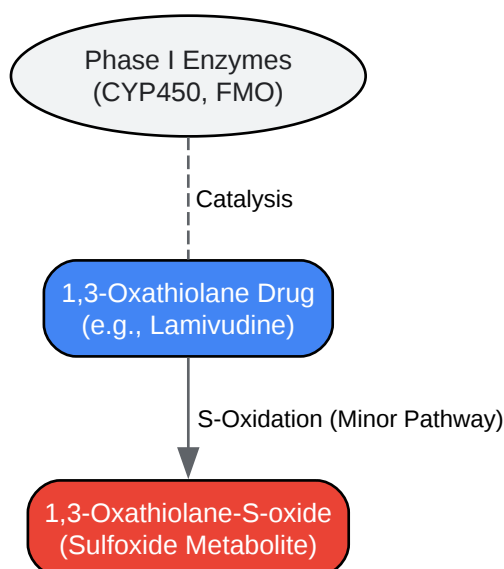 Phase I Enzymes
(CYP450, FMO)
Catalysis
1,3-Oxathiolane Drug
(e.g., Lamivudine)
S-Oxidation (Minor Pathway)
1,3-Oxathiolane-S-oxide
(Sulfoxide Metabolite)